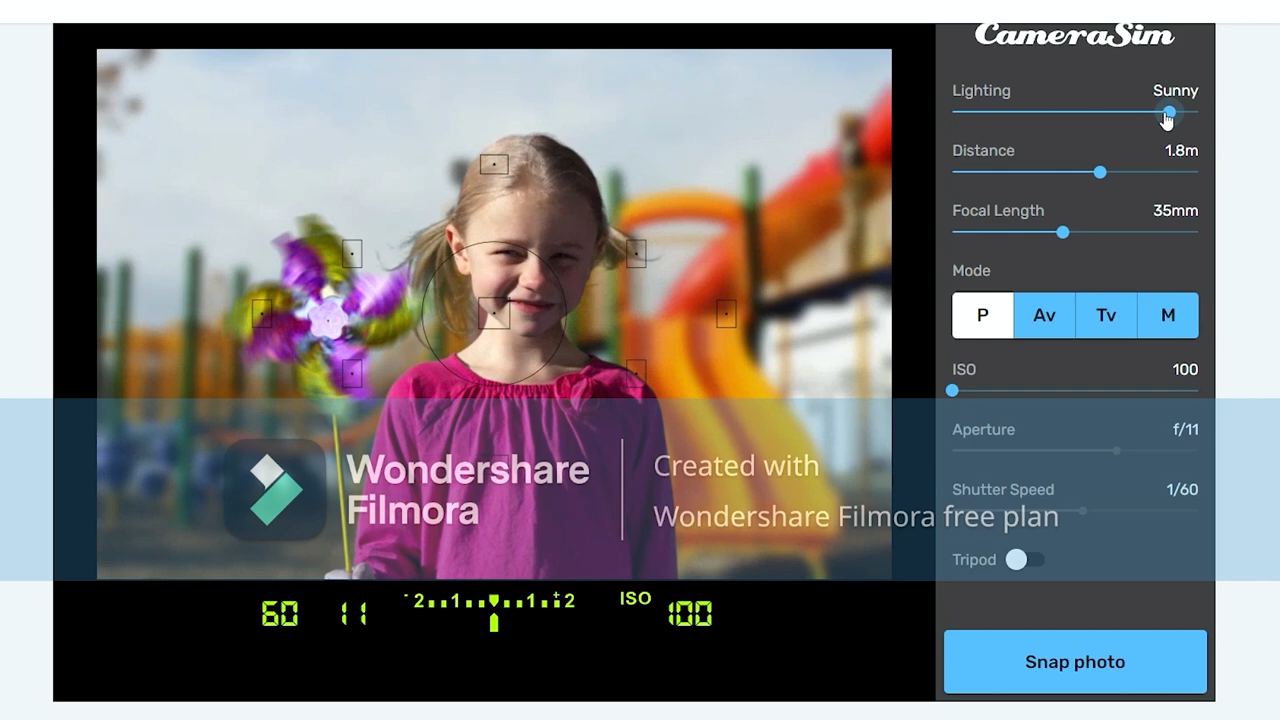 CameraSim
Lighting Sunny
Distance 1.8m
Focal Length 35mm
Mode
P Av Tv M
ISO 100
Aperture f/11
Wondershare Filmora
Created with
Wondershare Filmora free plan
Shutter Speed 1/60
Tripod
60 11 -2..1..▼..1..+2 ISO 100
Snap photo